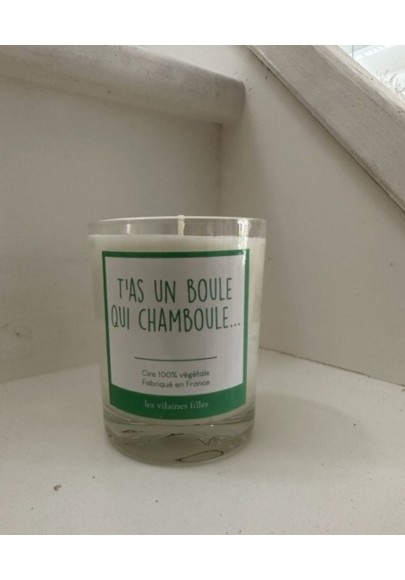 T'AS UN BOULE
QUI CHAMBOULE...
Cire 100% végétale
Fabriqué en France
les vilaines filles